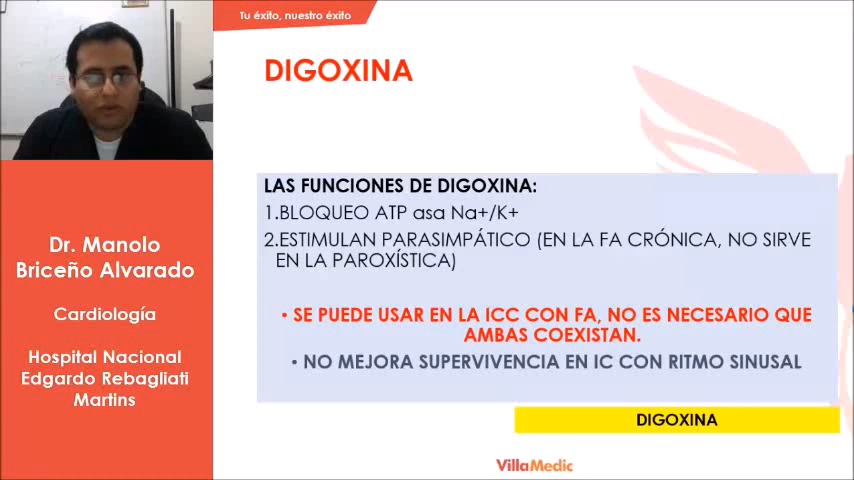 Tu éxito, nuestro éxito
DIGOXINA
LAS FUNCIONES DE DIGOXINA:
1.BLOQUEO ATP asa Na+/K+
2.ESTIMULAN PARASIMPÁTICO (EN LA FA CRÓNICA, NO SIRVE
EN LA PAROXÍSTICA)
• SE PUEDE USAR EN LA ICC CON FA, NO ES NECESARIO QUE
AMBAS COEXISTAN.
• NO MEJORA SUPERVIVENCIA EN IC CON RITMO SINUSAL
DIGOXINA
VillaMedic
Dr. Manolo
Briceño Alvarado
Cardiología
Hospital Nacional
Edgardo Rebagliati
Martins